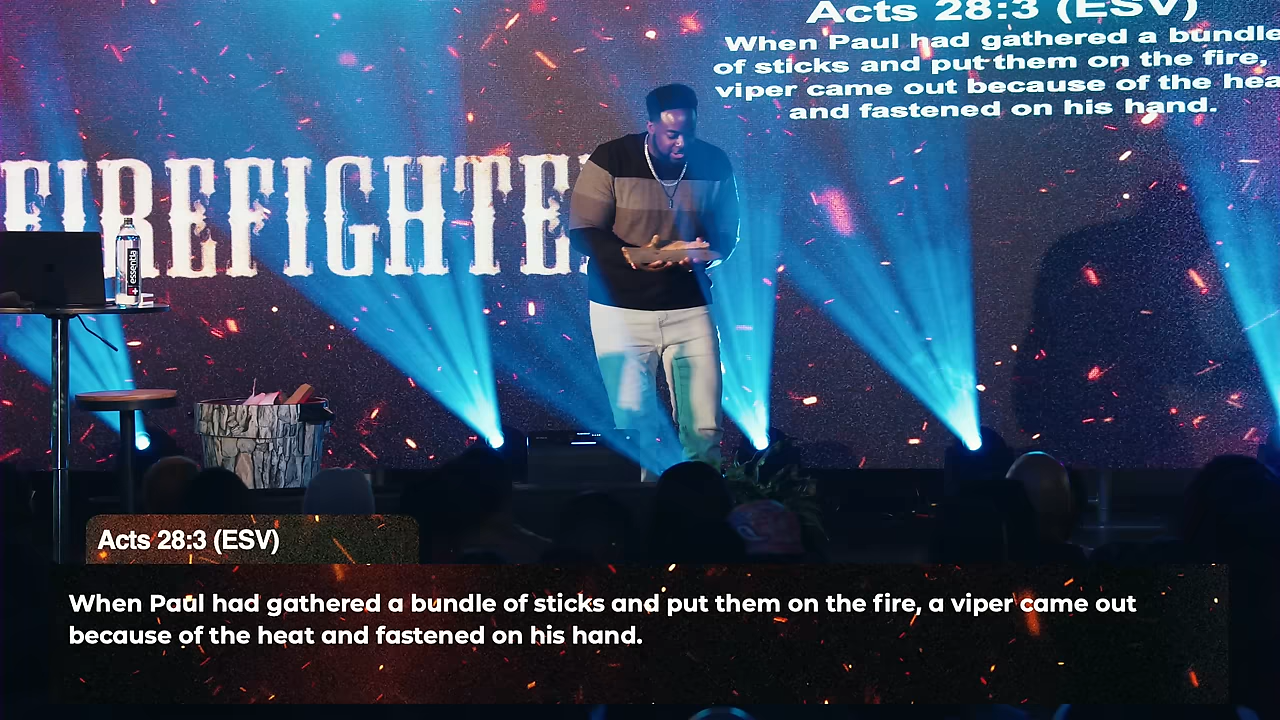 Acts 28:3 (ESV)
When Paul had gathered a bundle
of sticks and put them on the fire,
viper came out because of the hea
and fastened on his hand.
FIREFIGHTE
essentia
Acts 28:3 (ESV)
When Paul had gathered a bundle of sticks and put them on the fire, a viper came out
because of the heat and fastened on his hand.